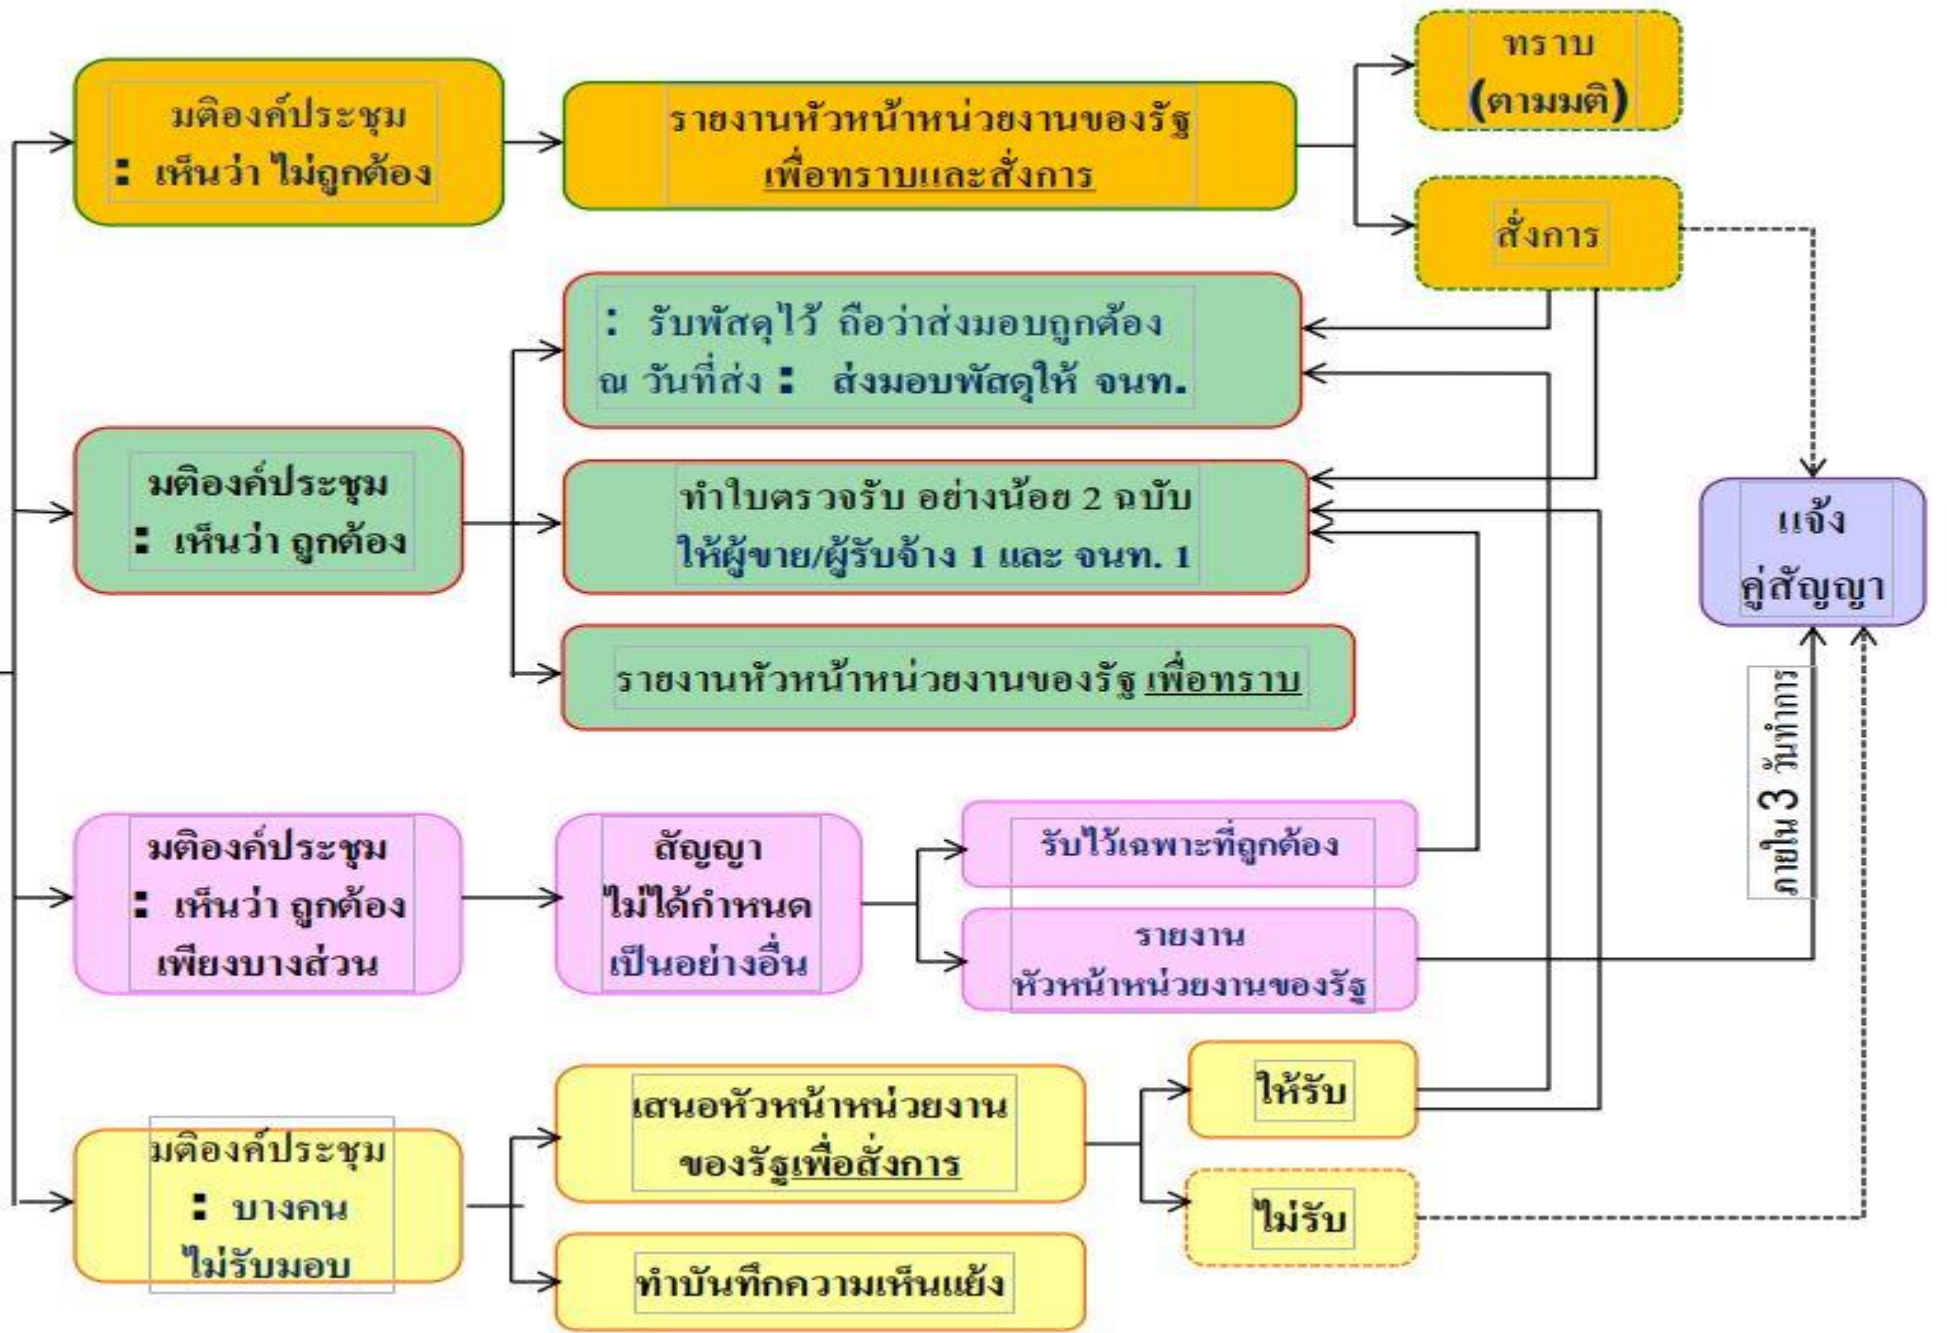 มติองค์ประชุม
: เห็นว่า ไม่ถูกต้อง
รายงานหัวหน้าหน่วยงานของรัฐ
เพื่อทราบและสั่งการ
ทราบ
(ตามมติ)
สั่งการ
มติองค์ประชุม
: เห็นว่า ถูกต้อง
: รับพัสดุไว้ ถือว่าส่งมอบถูกต้อง
ณ วันที่ส่ง : ส่งมอบพัสดุให้ จนท.
ทำใบตรวจรับ อย่างน้อย 2 ฉบับ
ให้ผู้ขาย/ผู้รับจ้าง 1 และ จนท. 1
รายงานหัวหน้าหน่วยงานของรัฐ เพื่อทราบ
แจ้ง
คู่สัญญา
ภายใน 3 วันทำการ
มติองค์ประชุม
: เห็นว่า ถูกต้อง
เพียงบางส่วน
สัญญา
ไม่ได้กำหนด
เป็นอย่างอื่น
รับไว้เฉพาะที่ถูกต้อง
รายงาน
หัวหน้าหน่วยงานของรัฐ
มติองค์ประชุม
: บางคน
ไม่รับมอบ
เสนอหัวหน้าหน่วยงาน
ของรัฐเพื่อสั่งการ
ทำบันทึกความเห็นแย้ง
ให้รับ
ไม่รับ